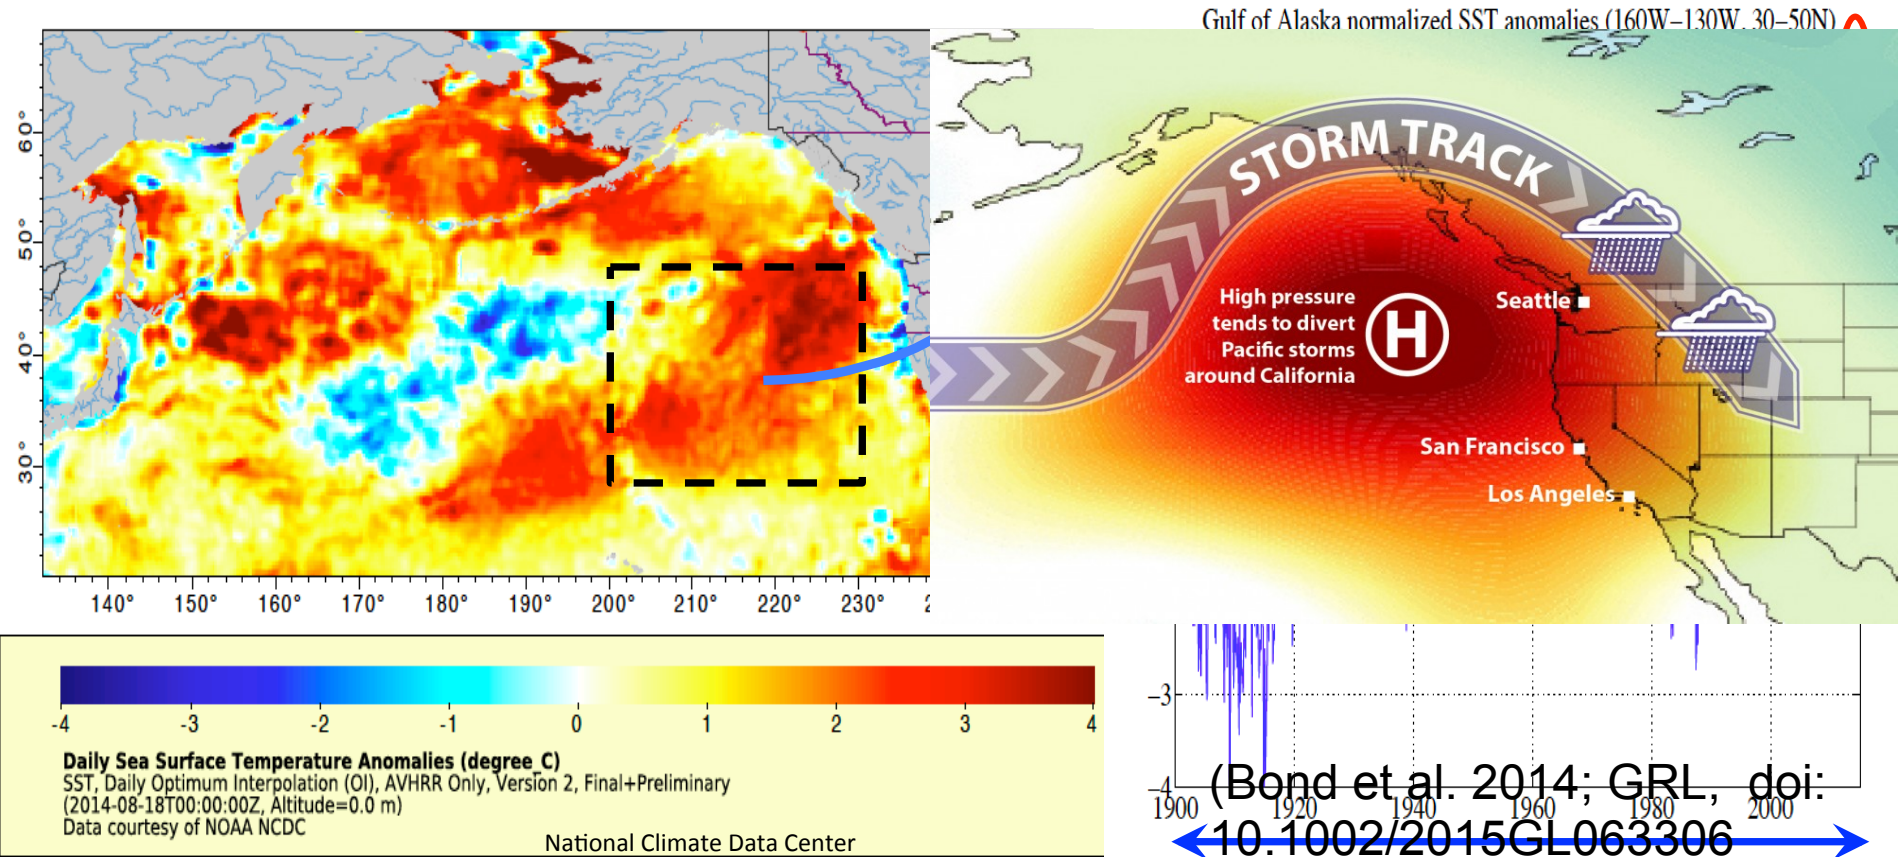 Gulf of Alaska normalized SST anomalies (160W–130W, 30–50N)
60°
50°
40°
30°
140° 150° 160° 170° 180° 190° 200° 210° 220° 230°
STORM TRACK
High pressure
tends to divert
Pacific storms
around California
H
Seattle
San Francisco
Los Angeles
-4 -3 -2 -1 0 1 2 3 4
Daily Sea Surface Temperature Anomalies (degree_C)
SST, Daily Optimum Interpolation (OI), AVHRR Only, Version 2, Final+Preliminary
(2014-08-18T00:00:00Z, Altitude=0.0 m)
Data courtesy of NOAA NCDC
National Climate Data Center
−3
−4
1900 1920 1940 1960 1980 2000
(Bond et al. 2014; GRL, doi:
10.1002/2015GL063306